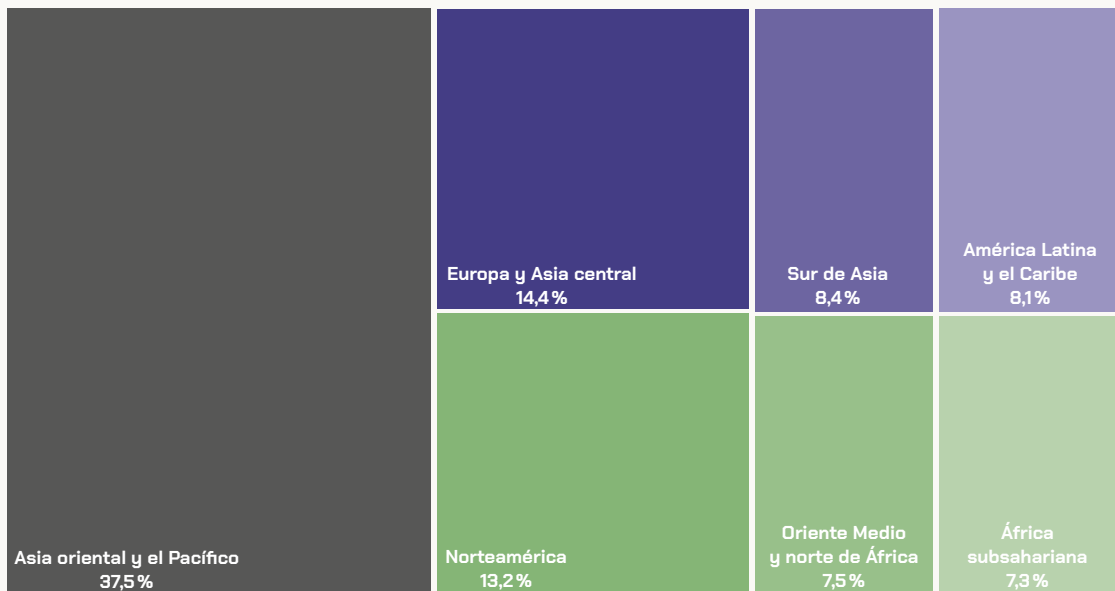 Asia oriental y el Pacífico
37,5 %
Europa y Asia central
14,4 %
Norteamérica
13,2 %
Sur de Asia
8,4 %
América Latina
y el Caribe
8,1 %
Oriente Medio
y norte de África
7,5 %
África
subsahariana
7,3 %